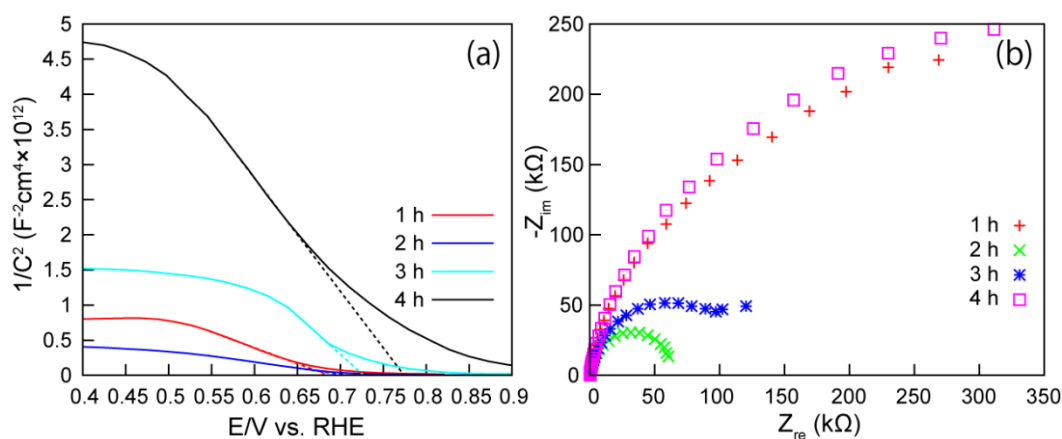 (a)
1/C² (F⁻²cm⁴×10¹²)
5
4.5
4
3.5
3
2.5
2
1.5
1
0.5
0
1 h
2 h
3 h
4 h
0.4 0.45 0.5 0.55 0.6 0.65 0.7 0.75 0.8 0.85 0.9
E/V vs. RHE
(b)
-Z_im (kΩ)
250
200
150
100
50
0
1 h
2 h
3 h
4 h
0 50 100 150 200 250 300 350
Z_re (kΩ)